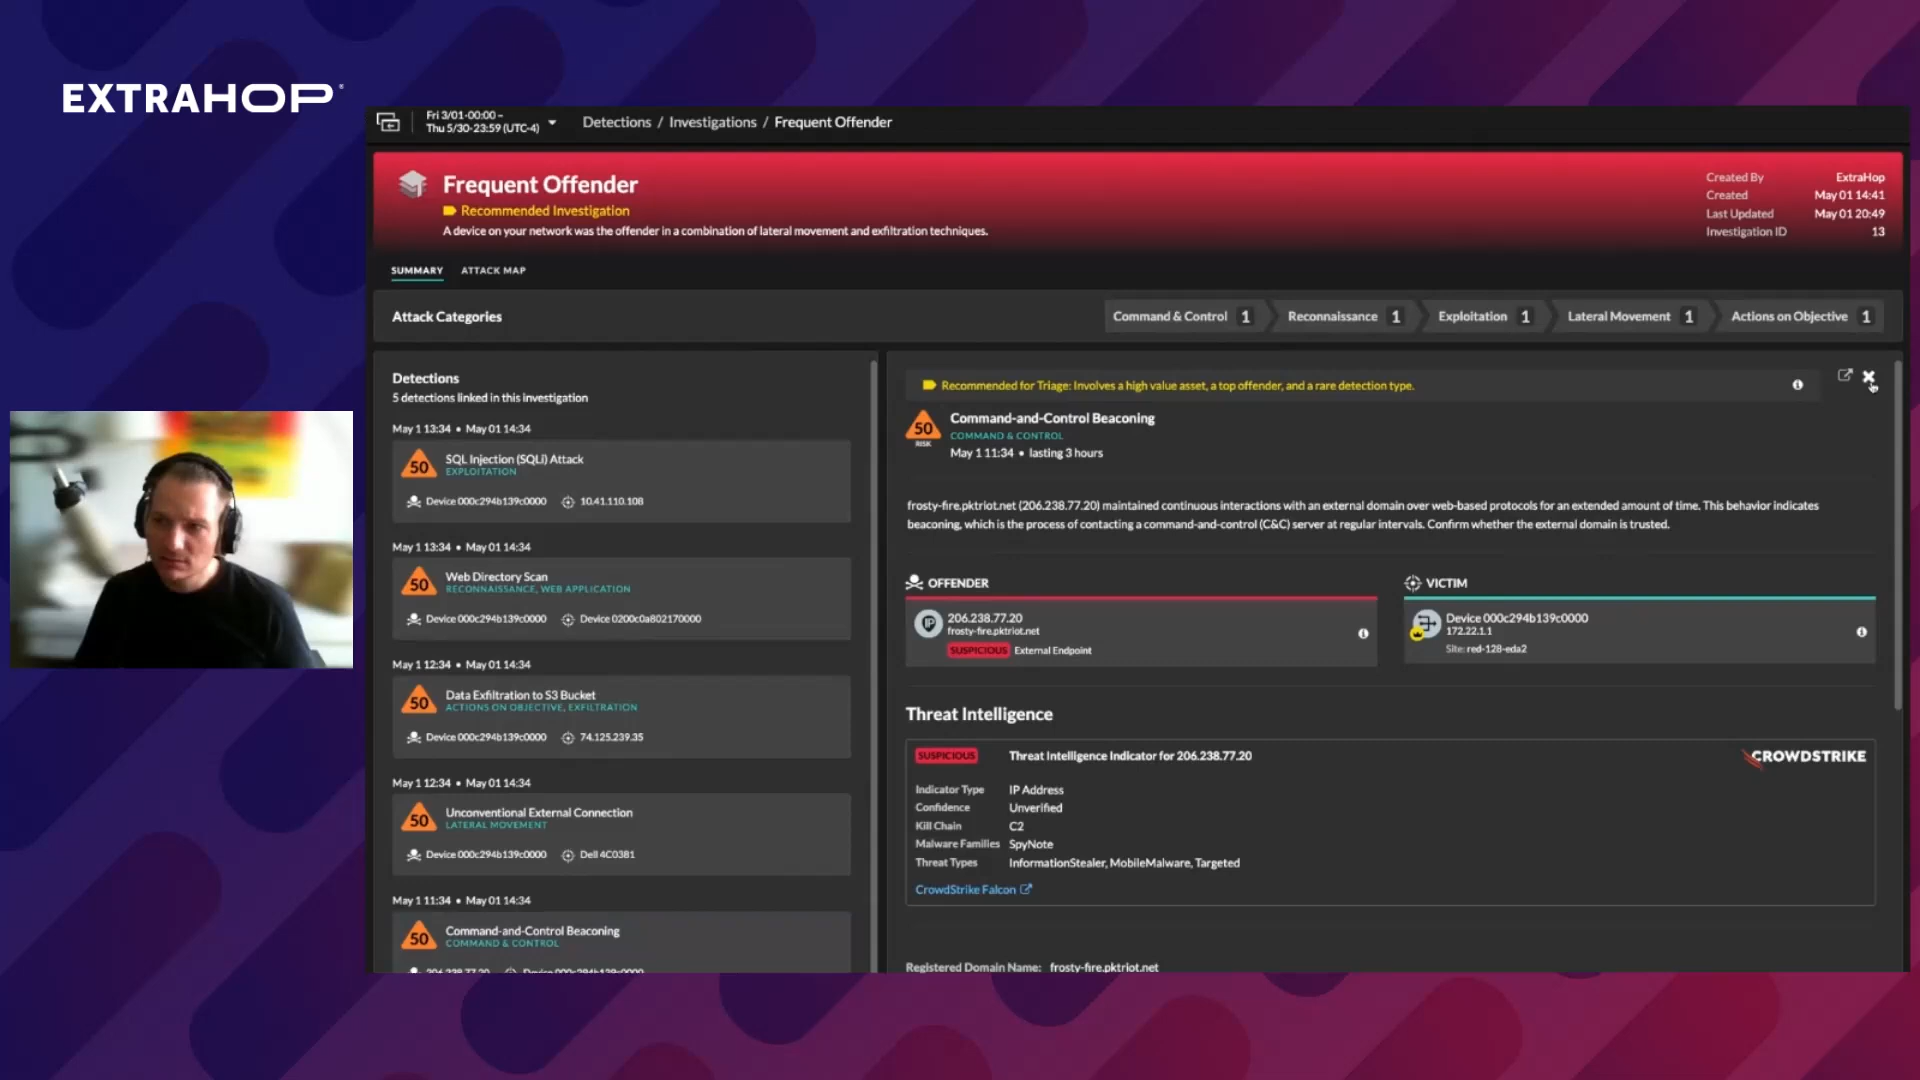 EXTRAHOP
Fri 3/01-00:00 –
Thu 5/30-23:59 (UTC-4)
Detections / Investigations / Frequent Offender
Frequent Offender
Recommended Investigation
A device on your network was the offender in a combination of lateral movement and exfiltration techniques.
Created By ExtraHop
Created May 01 14:41
Last Updated May 01 20:49
Investigation ID 13
SUMMARY ATTACK MAP
Attack Categories
Command & Control 1 Reconnaissance 1 Exploitation 1 Lateral Movement 1 Actions on Objective 1
Detections
5 detections linked in this investigation
May 1 13:34 • May 01 14:34
50
SQL Injection (SQLi) Attack
EXPLOITATION
Device 000c294b139c0000 10.41.110.108
May 1 13:34 • May 01 14:34
50
Web Directory Scan
RECONNAISSANCE, WEB APPLICATION
Device 000c294b139c0000 Device 0200c0a802170000
May 1 12:34 • May 01 14:34
50
Data Exfiltration to S3 Bucket
ACTIONS ON OBJECTIVE, EXFILTRATION
Device 000c294b139c0000 74.125.239.35
May 1 12:34 • May 01 14:34
50
Unconventional External Connection
LATERAL MOVEMENT
Device 000c294b139c0000 Dell 4C03B1
May 1 11:34 • May 01 14:34
50
Command-and-Control Beaconing
COMMAND & CONTROL
206.238.77.20 Device 000c294b139c0000
Recommended for Triage: Involves a high value asset, a top offender, and a rare detection type.
50
RISK
Command-and-Control Beaconing
COMMAND & CONTROL
May 1 11:34 • lasting 3 hours
frosty-fire.pktriot.net (206.238.77.20) maintained continuous interactions with an external domain over web-based protocols for an extended amount of time. This behavior indicates
beaconing, which is the process of contacting a command-and-control (C&C) server at regular intervals. Confirm whether the external domain is trusted.
OFFENDER
IP
206.238.77.20
frosty-fire.pktriot.net
SUSPICIOUS External Endpoint
VICTIM
Device 000c294b139c0000
172.22.1.1
Site: red-128-eda2
Threat Intelligence
SUSPICIOUS Threat Intelligence Indicator for 206.238.77.20
CROWDSTRIKE
Indicator Type IP Address
Confidence Unverified
Kill Chain C2
Malware Families SpyNote
Threat Types InformationStealer, MobileMalware, Targeted
CrowdStrike Falcon
Registered Domain Name: frosty-fire.pktriot.net